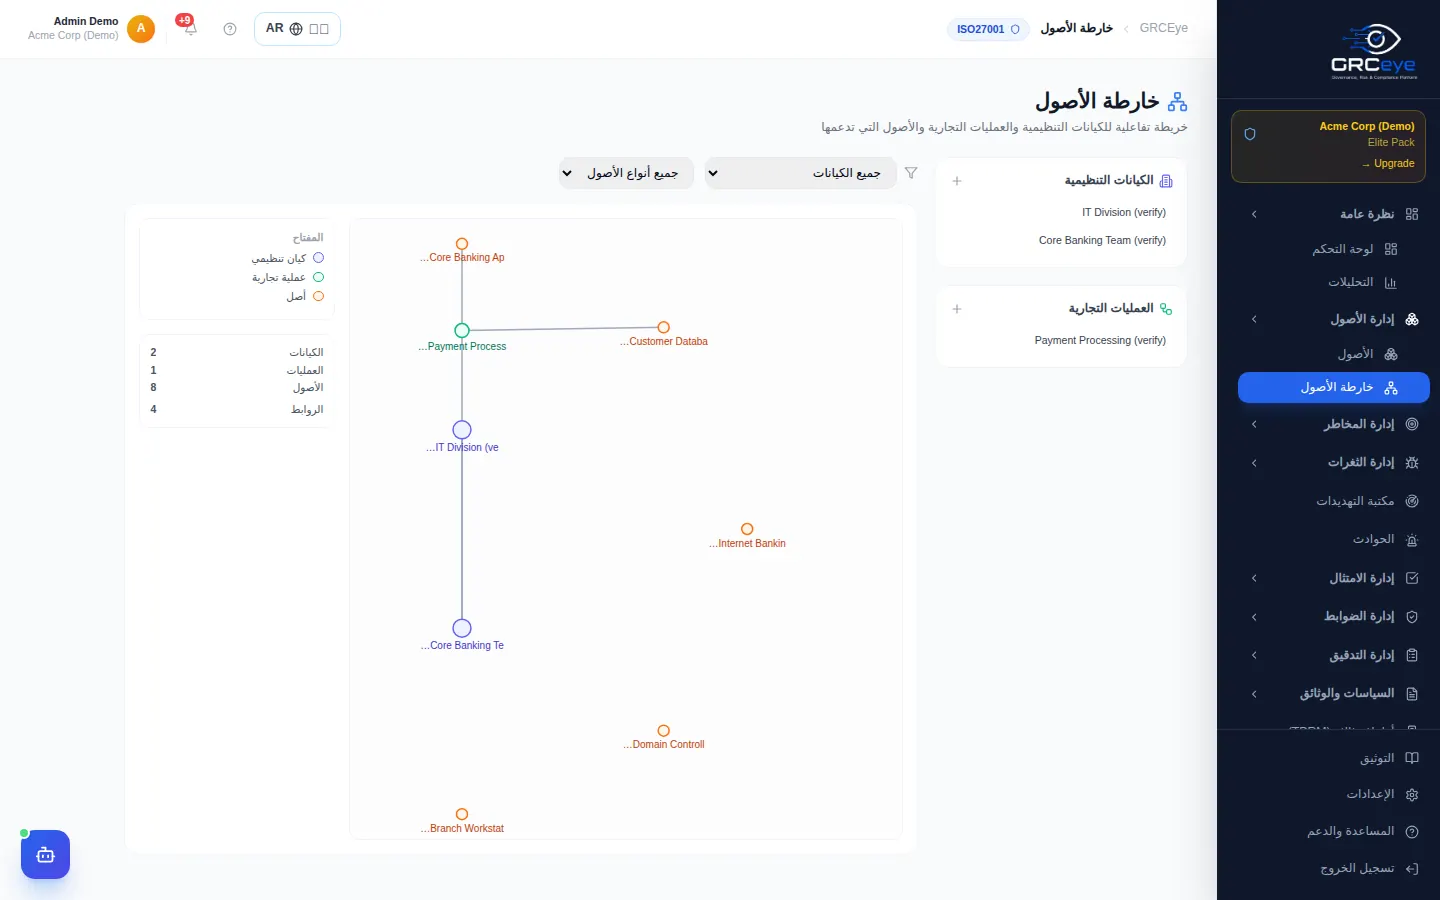 GRCeye
Governance, Risk & Compliance Platform
Acme Corp (Demo)
Elite Pack
Upgrade →
نظرة عامة
لوحة التحكم
التحليلات
إدارة الأصول
الأصول
خارطة الأصول
إدارة المخاطر
إدارة الثغرات
مكتبة التهديدات
الحوادث
إدارة الامتثال
إدارة الضوابط
إدارة التدقيق
السياسات والوثائق
التوثيق
الإعدادات
المساعدة والدعم
تسجيل الخروج
GRCEye
خارطة الأصول
ISO27001
AR
+9
Admin Demo
Acme Corp (Demo)
A
خارطة الأصول
خريطة تفاعلية للكيانات التنظيمية والعمليات التجارية والأصول التي تدعمها
الكيانات التنظيمية
IT Division (verify)
Core Banking Team (verify)
العمليات التجارية
Payment Processing (verify)
جميع الكيانات
جميع أنواع الأصول
Core Banking Ap…
Payment Process…
Customer Databa…
IT Division (ve…
Internet Bankin…
Core Banking Te…
Domain Controll…
Branch Workstat…
المفتاح
كيان تنظيمي
عملية تجارية
أصل
الكيانات 2
العمليات 1
الأصول 8
الروابط 4